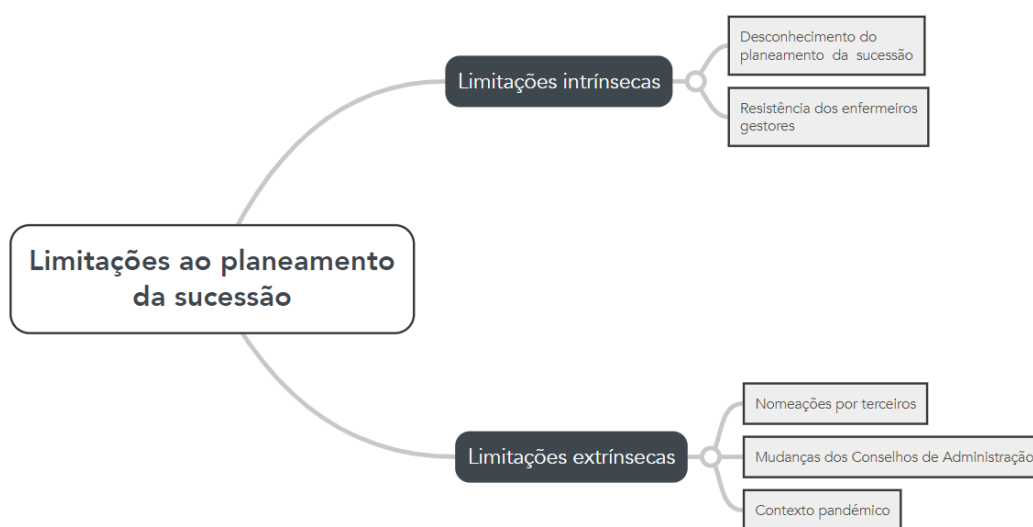 Limitações ao planeamento
da sucessão
Limitações intrínsecas
Desconhecimento do
planeamento da sucessão
Resistência dos enfermeiros
gestores
Limitações extrínsecas
Nomeações por terceiros
Mudanças dos Conselhos de Administração
Contexto pandémico